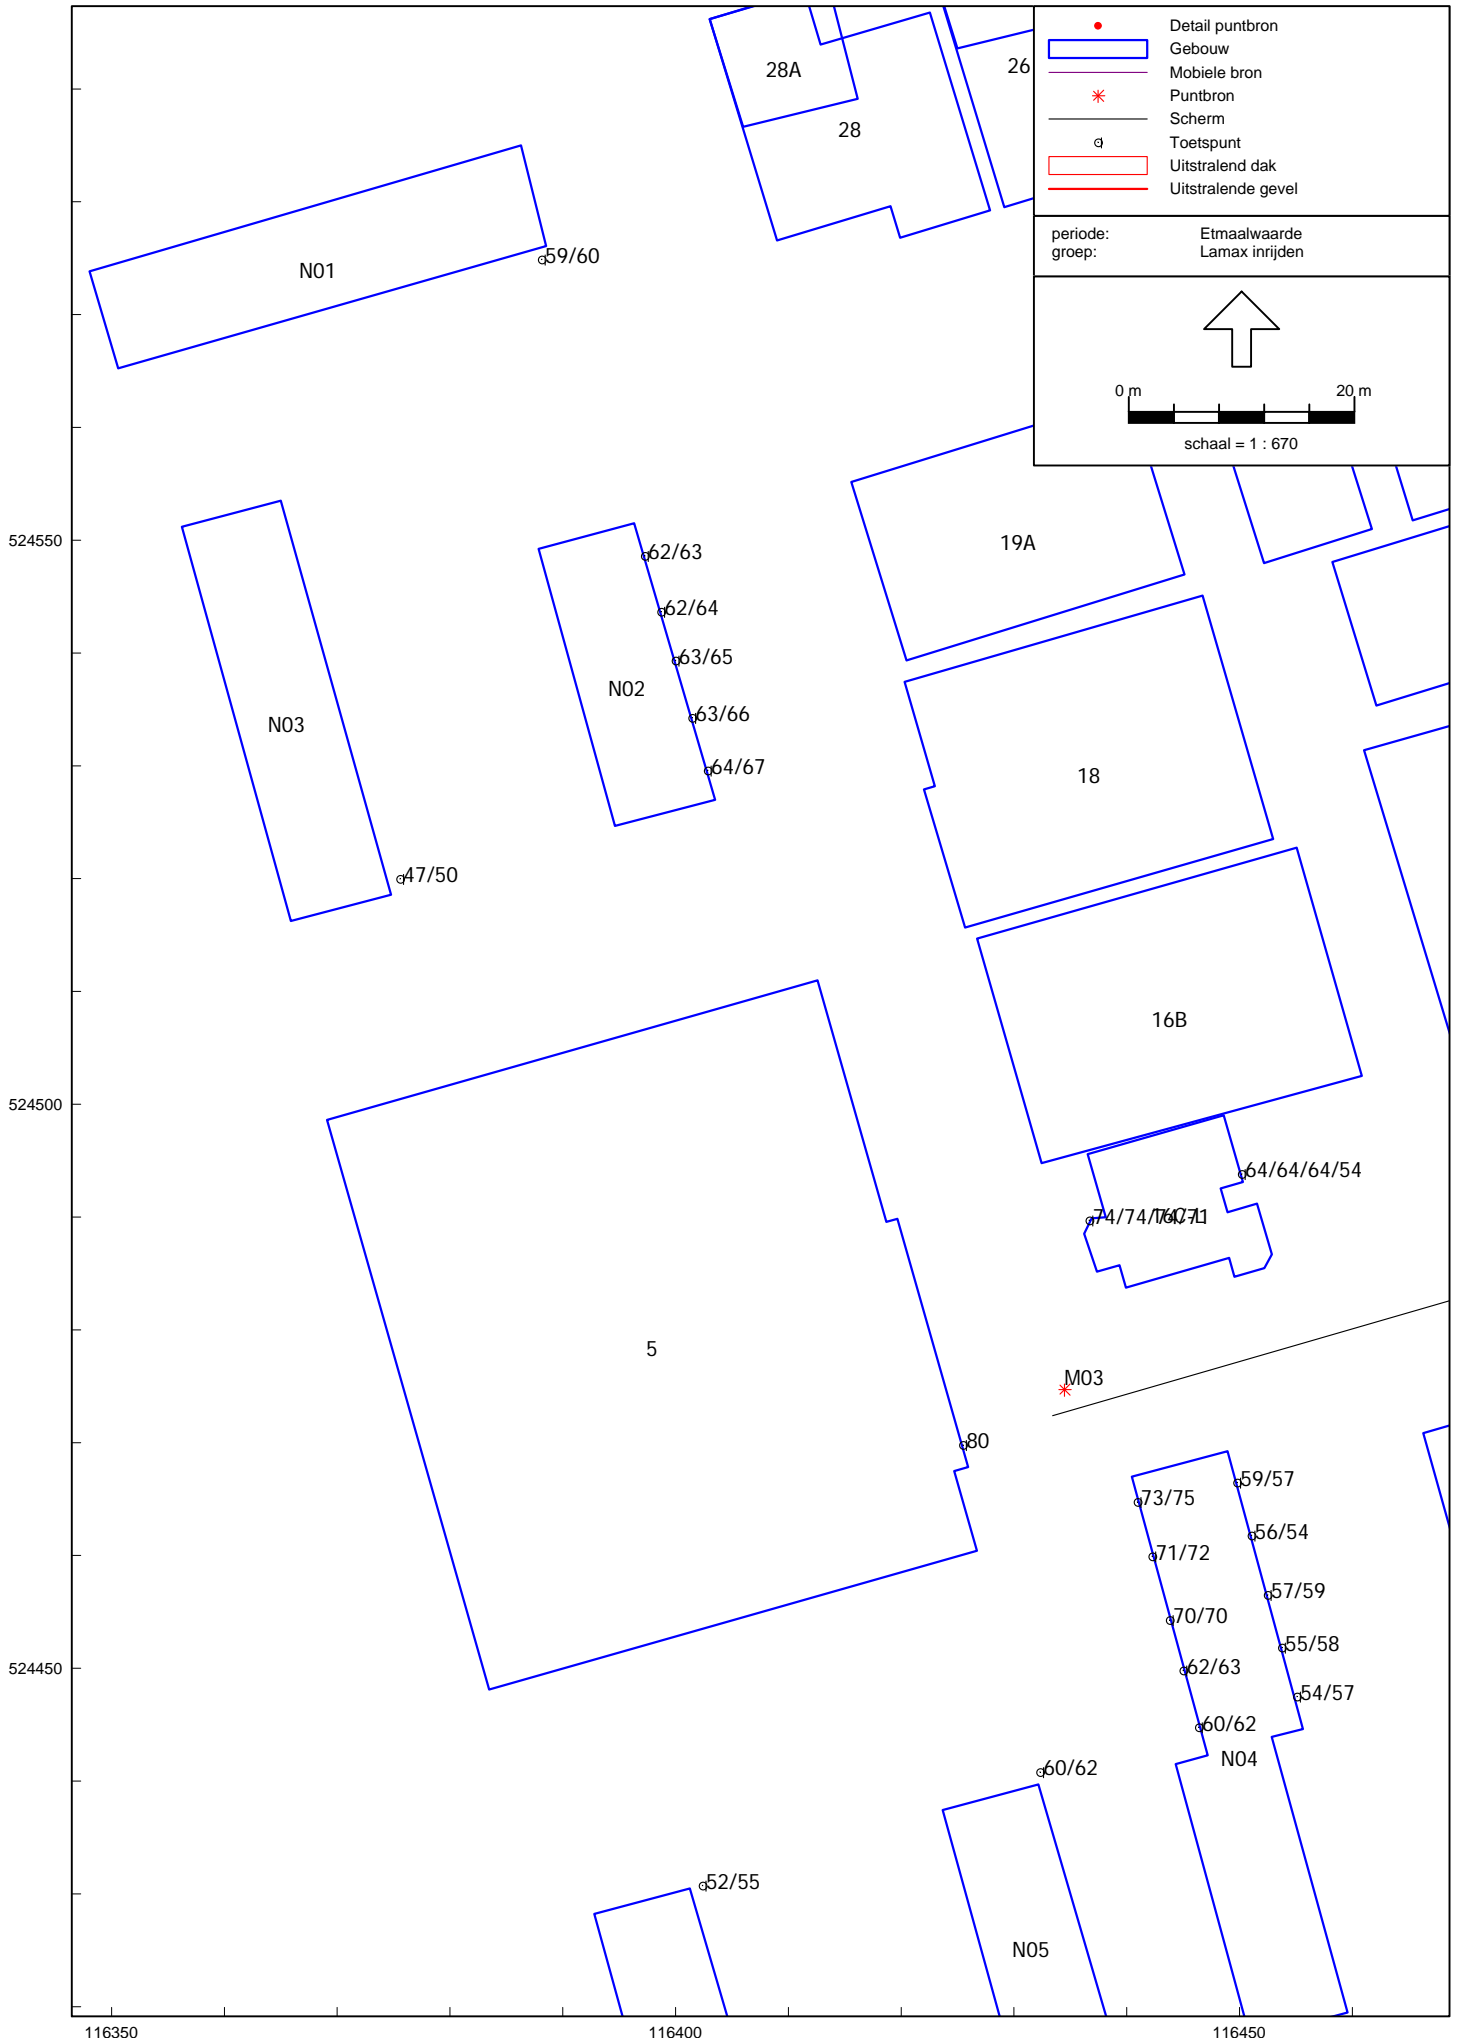 Detail puntbron
Gebouw
Mobiele bron
Puntbron
Scherm
Toetspunt
Uitstralend dak
Uitstralende gevel
periode: Etmaalwaarde
groep: Lamax inrijden
0 m 20 m
schaal = 1 : 670
28A
26
28
59/60
N01
524550
19A
62/63
62/64
63/65
N02
63/66
N03
64/67
18
47/50
16B
524500
64/64/64/54
74/74/74/71
5
M03
80
59/57
73/75
56/54
71/72
57/59
70/70
55/58
524450
62/63
54/57
60/62
N04
60/62
52/55
N05
116350 116400 116450